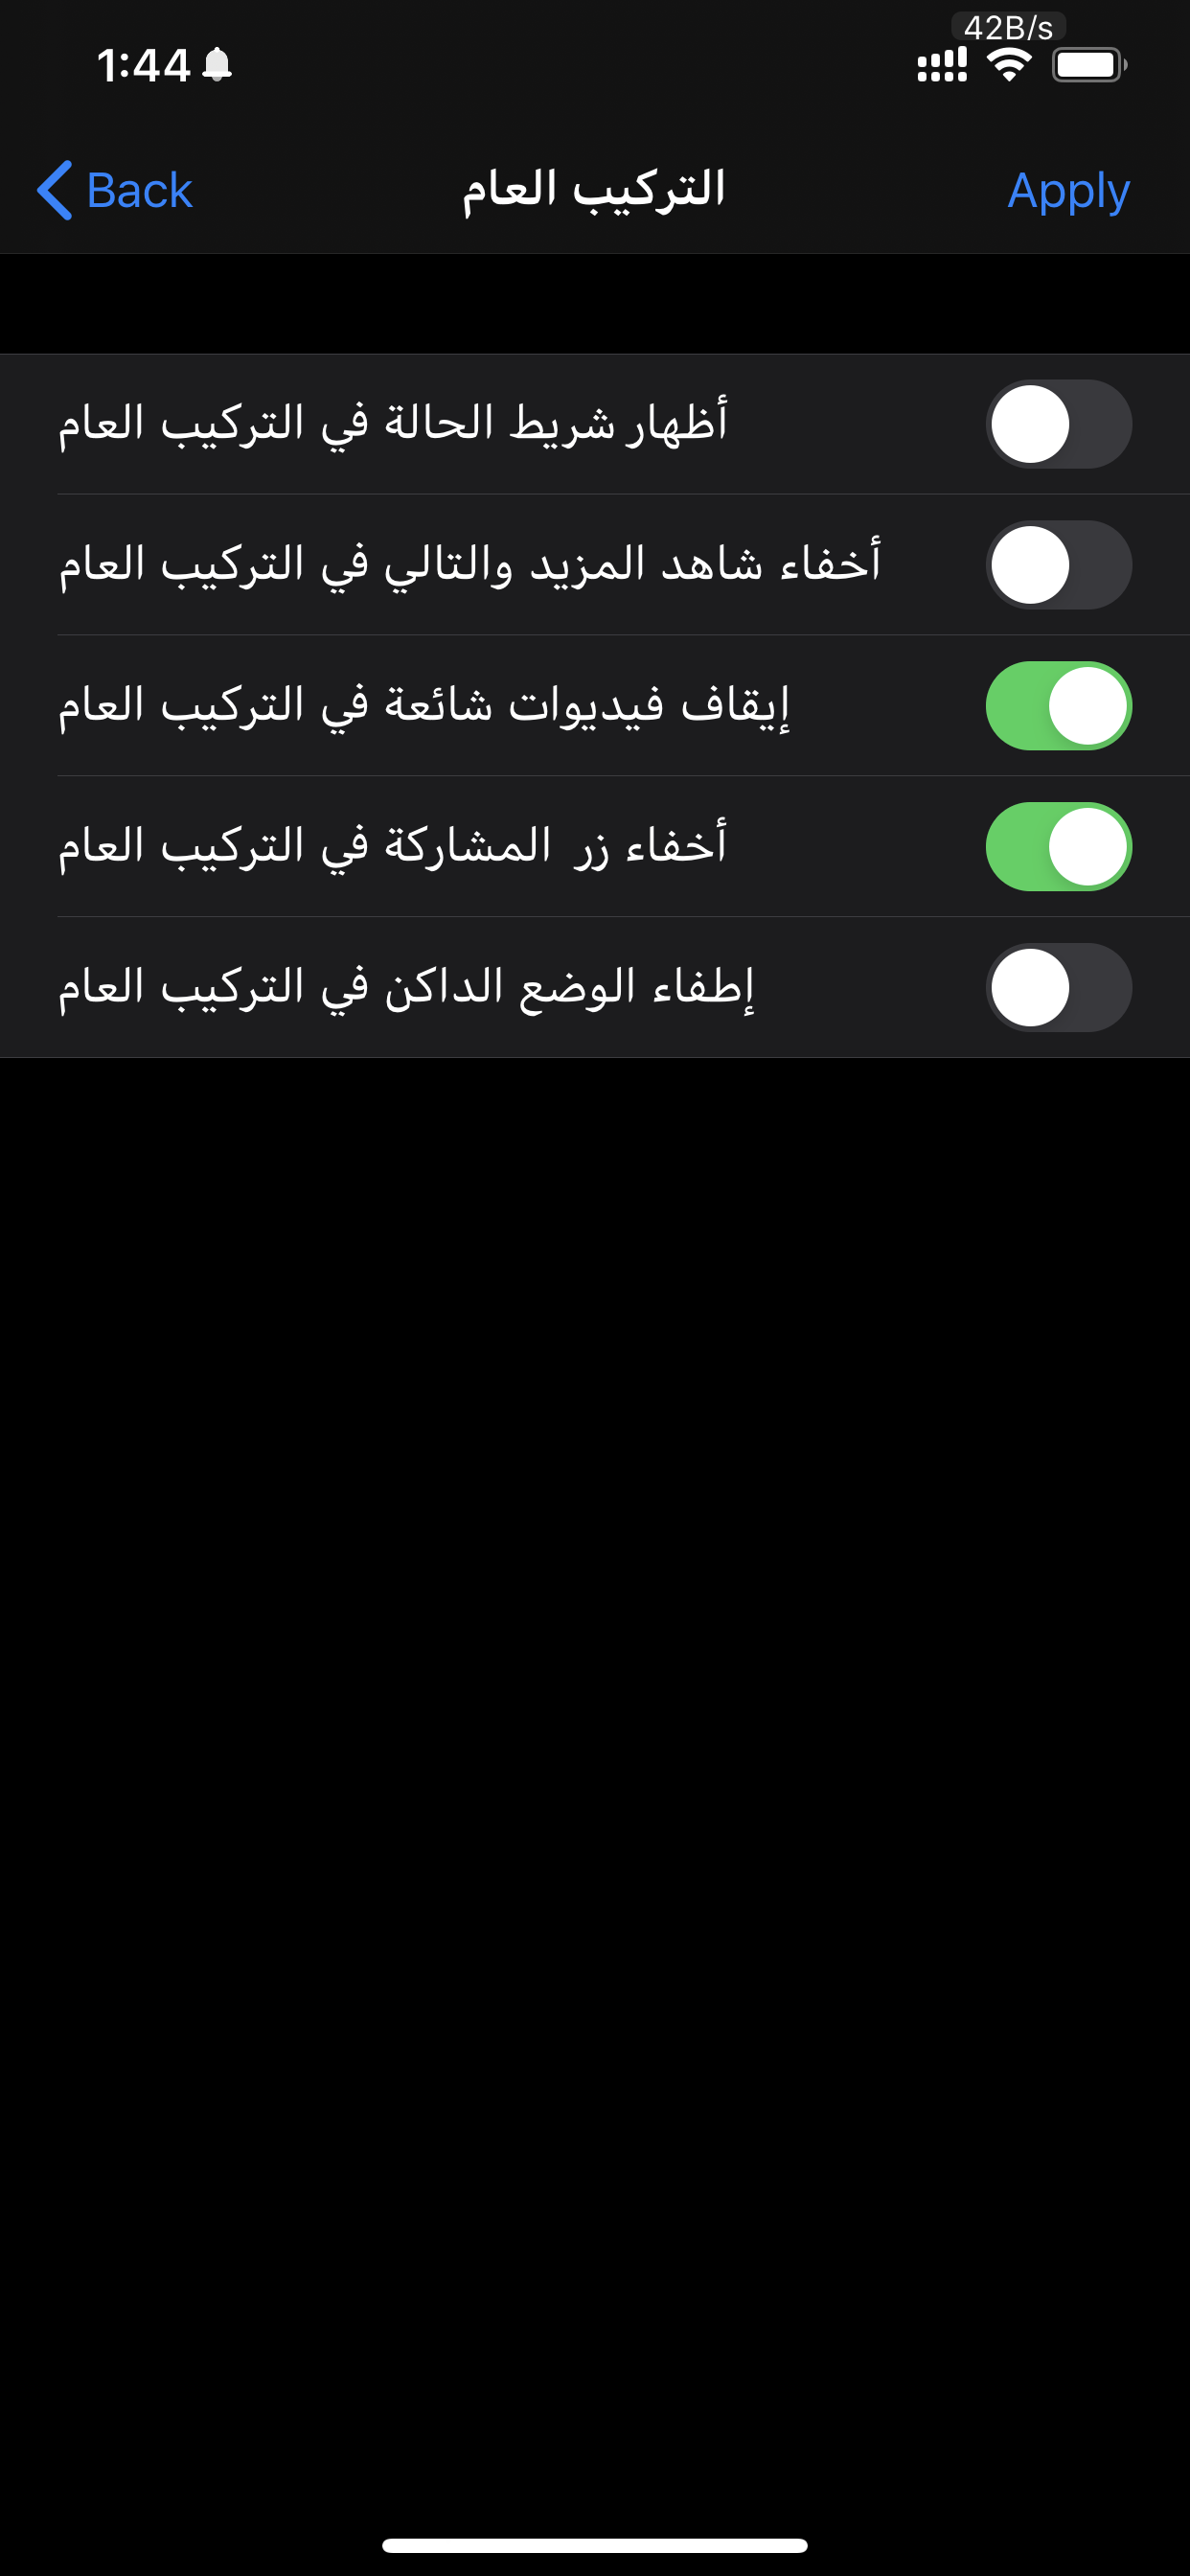 42B/s
1:44
Back
التركيب العام
Apply
أظهار شريط الحالة في التركيب العام
أخفاء شاهد المزيد والتالي في التركيب العام
إيقاف فيديوات شائعة في التركيب العام
أخفاء زر  المشاركة في التركيب العام
إطفاء الوضع الداكن في التركيب العام